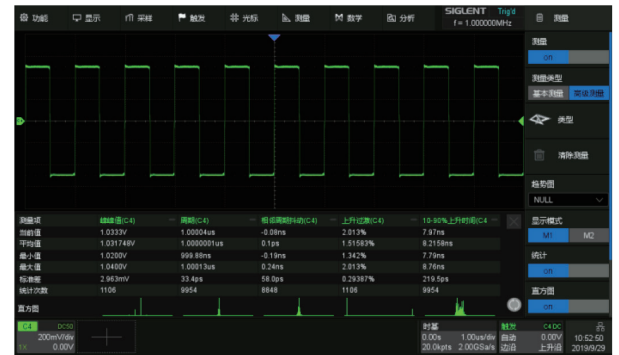 功能 显示 采样 触发 光标 测量 数学 分析 SIGLENT Trig'd 测量
f = 1.000000MHz
测量
on
测量类型
基本测量 高级测量
类型
清除测量
趋势图
NULL
显示模式
M1 M2
统计
on
直方图
on
测量项 峰峰值(C4) 周期(C4) 相邻周期抖动(C4) 上升过激(C4) 10-90%上升时间(C4
当前值 1.0333V 1.00004us -0.08ns 2.013% 7.97ns
平均值 1.031748V 1.0000001us 0.1ps 1.51583% 8.2158ns
最小值 1.0200V 999.88ns -0.19ns 1.342% 7.79ns
最大值 1.0400V 1.00013us 0.24ns 2.013% 8.76ns
标准差 2.963mV 33.4ps 58.0ps 0.29387% 219.5ps
统计次数 1106 9954 8848 1106 9954
直方图
C4 DC50
200mV/div
1X 0.00V
时基
0.00s 1.00us/div
20.0kpts 2.00GSa/s
触发 C4 DC
自动 0.00V
边沿 上升沿
10:52:50
2019/9/29